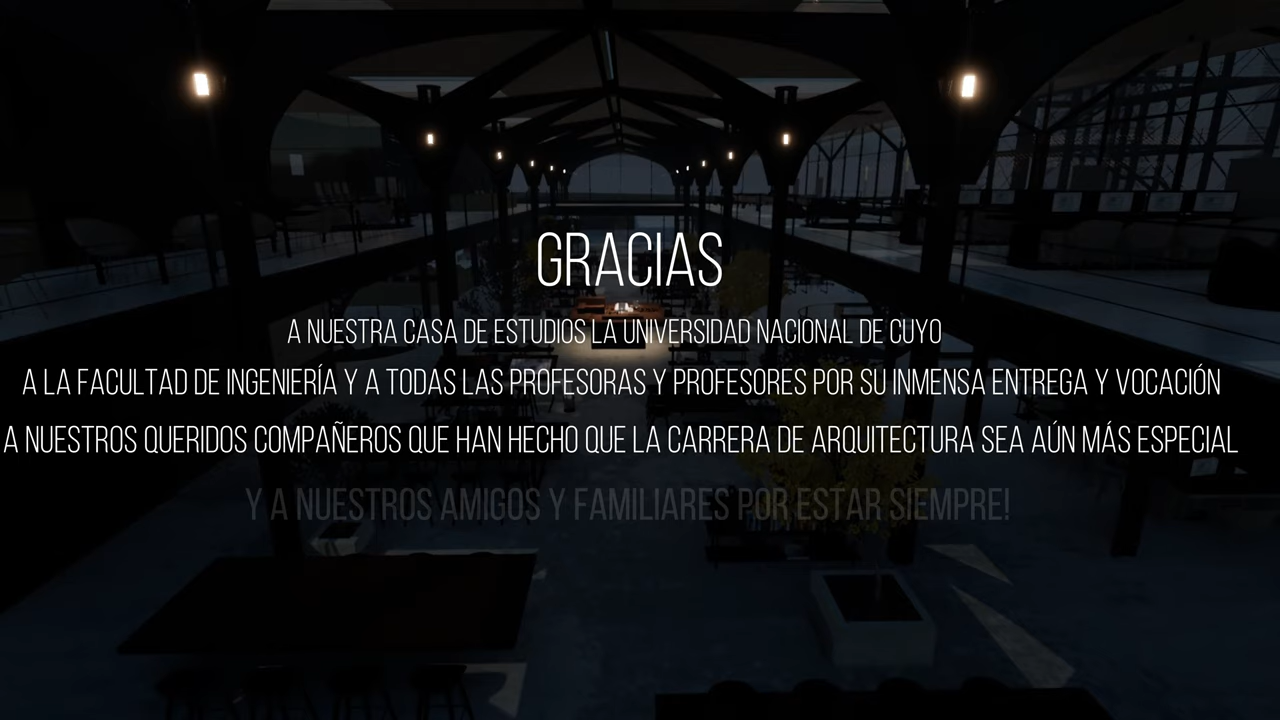 GRACIAS
A NUESTRA CASA DE ESTUDIOS LA UNIVERSIDAD NACIONAL DE CUYO
A LA FACULTAD DE INGENIERÍA Y A TODAS LAS PROFESORAS Y PROFESORES POR SU INMENSA ENTREGA Y VOCACIÓN
A NUESTROS QUERIDOS COMPAÑEROS QUE HAN HECHO QUE LA CARRERA DE ARQUITECTURA SEA AÚN MÁS ESPECIAL
Y A NUESTROS AMIGOS Y FAMILIARES POR ESTAR SIEMPRE!